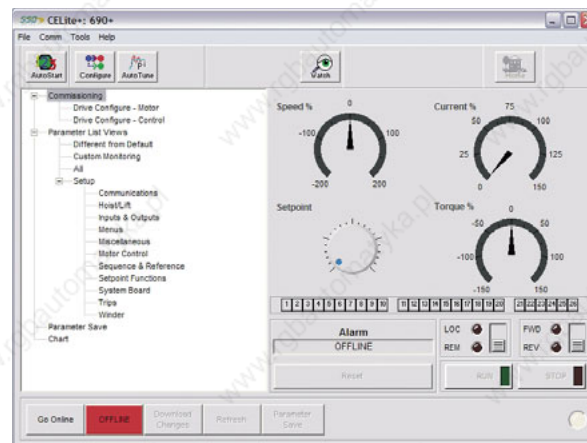 SSD CELite+: 690+
File Comm Tools Help
AutoStart Configure AutoTune Watch
Commissioning
Drive Configure - Motor
Drive Configure - Control
Parameter List Views
Different from Default
Custom Monitoring
All
Setup
Communications
Hoist/Lift
Inputs & Outputs
Menus
Miscellaneous
Motor Control
Sequence & Reference
Setpoint Functions
System Board
Trips
Winder
Parameter Save
Chart
Speed %
0
-100 100
-200 200
Current %
75
50 100
25 125
0 150
Setpoint
Torque %
0
-50 50
-100 100
-150 150
1 2 3 4 5 6 7 8 9 10 11 12 13 14 15 16 17 18 19 20 21 22 23 24 25 26
Alarm
OFFLINE
Reset
LOC
REM
FWD
REV
RUN STOP
Go Online OFFLINE Download Changes Refresh Parameter Save
www.rgbautomatyka.pl